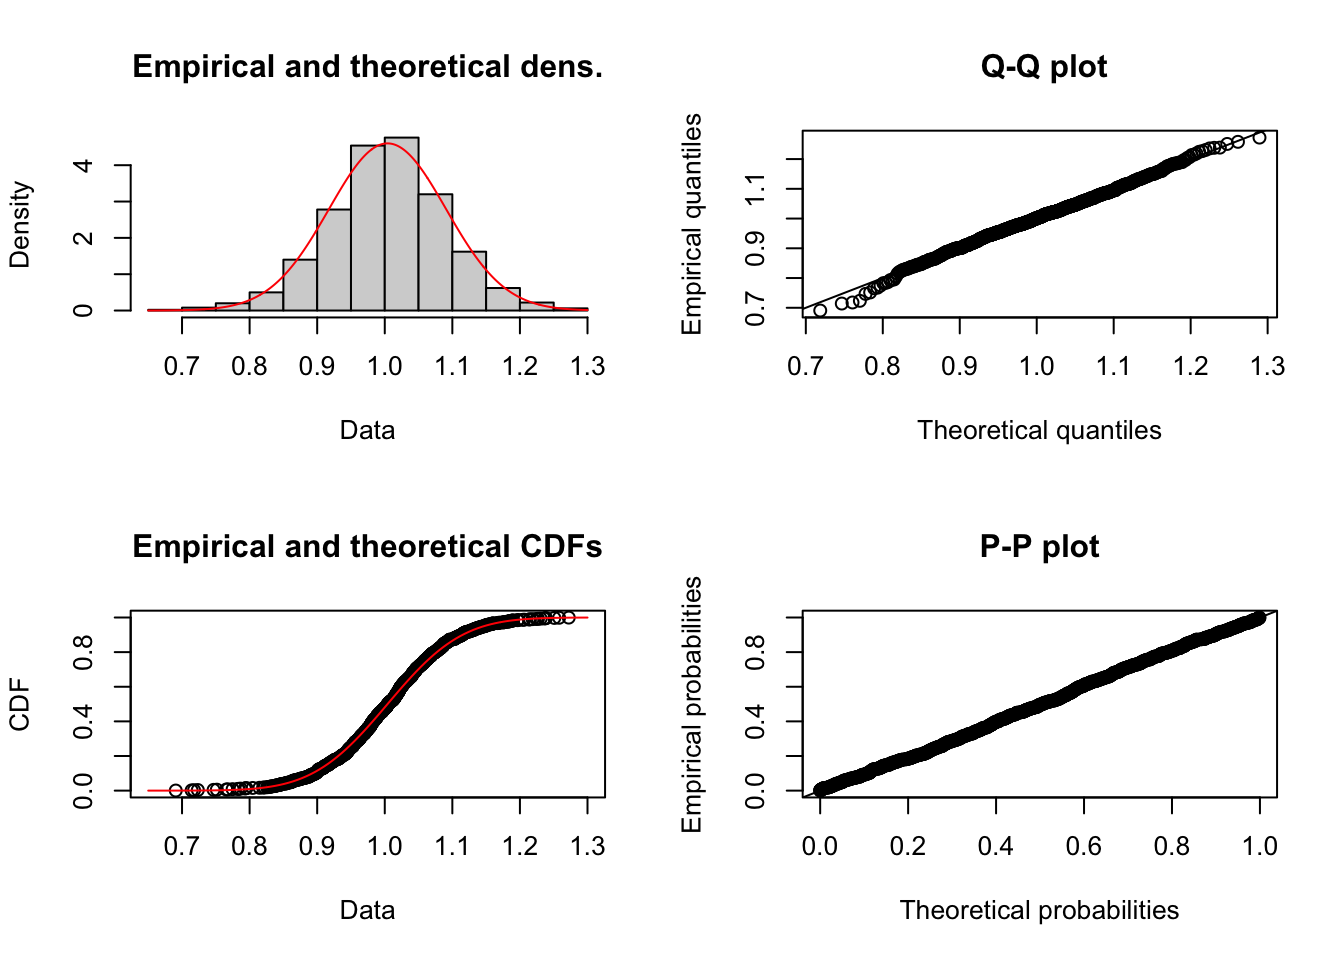 Empirical and theoretical dens.
Density
0 2 4
0.7 0.8 0.9 1.0 1.1 1.2 1.3
Data
Q-Q plot
Empirical quantiles
0.7 0.9 1.1
0.7 0.8 0.9 1.0 1.1 1.2 1.3
Theoretical quantiles
Empirical and theoretical CDFs
CDF
0.0 0.4 0.8
0.7 0.8 0.9 1.0 1.1 1.2 1.3
Data
P-P plot
Empirical probabilities
0.0 0.4 0.8
0.0 0.2 0.4 0.6 0.8 1.0
Theoretical probabilities